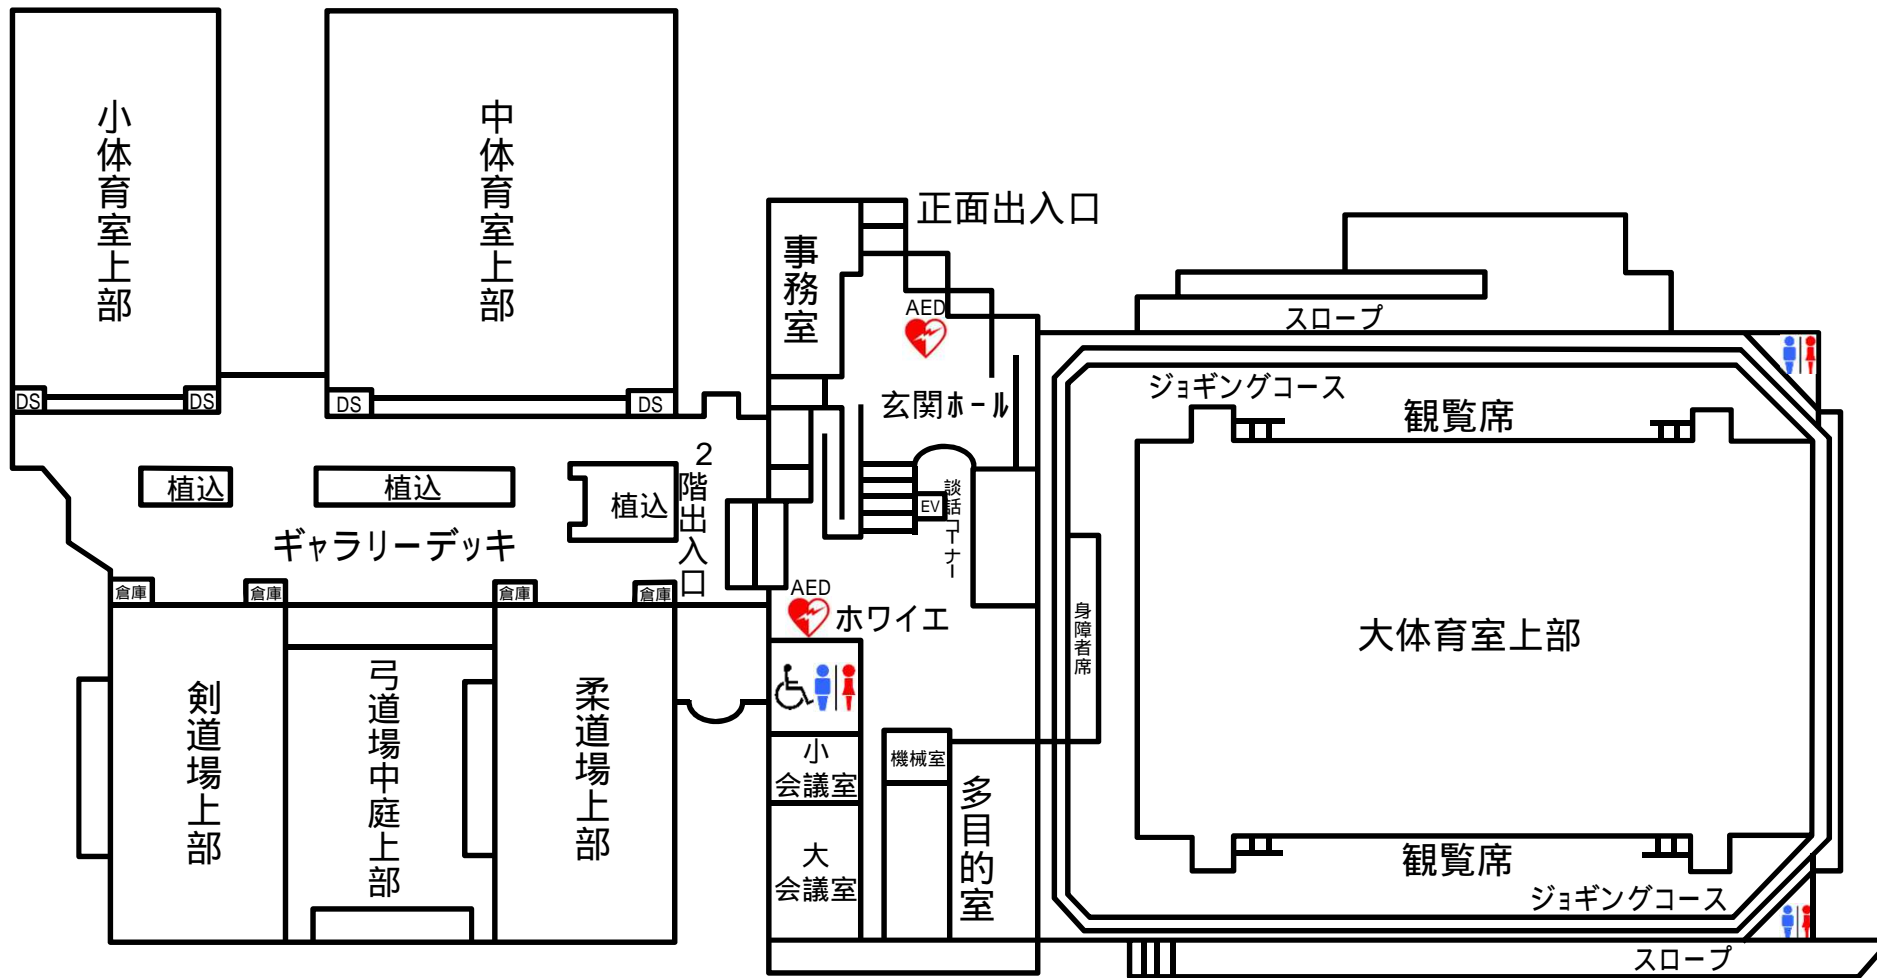 小体育室上部
中体育室上部
DS
DS
DS
DS
正面出入口
事務室
AED
玄関ホール
スロープ
ジョギングコース
観覧席
植込
植込
植込
2階出入口
ギャラリーデッキ
EV
談話コーナー
倉庫
倉庫
倉庫
倉庫
AED
ホワイエ
身障者席
大体育室上部
剣道場上部
弓道場中庭上部
柔道場上部
小
会議室
機械室
多目的室
大
会議室
観覧席
ジョギングコース
スロープ